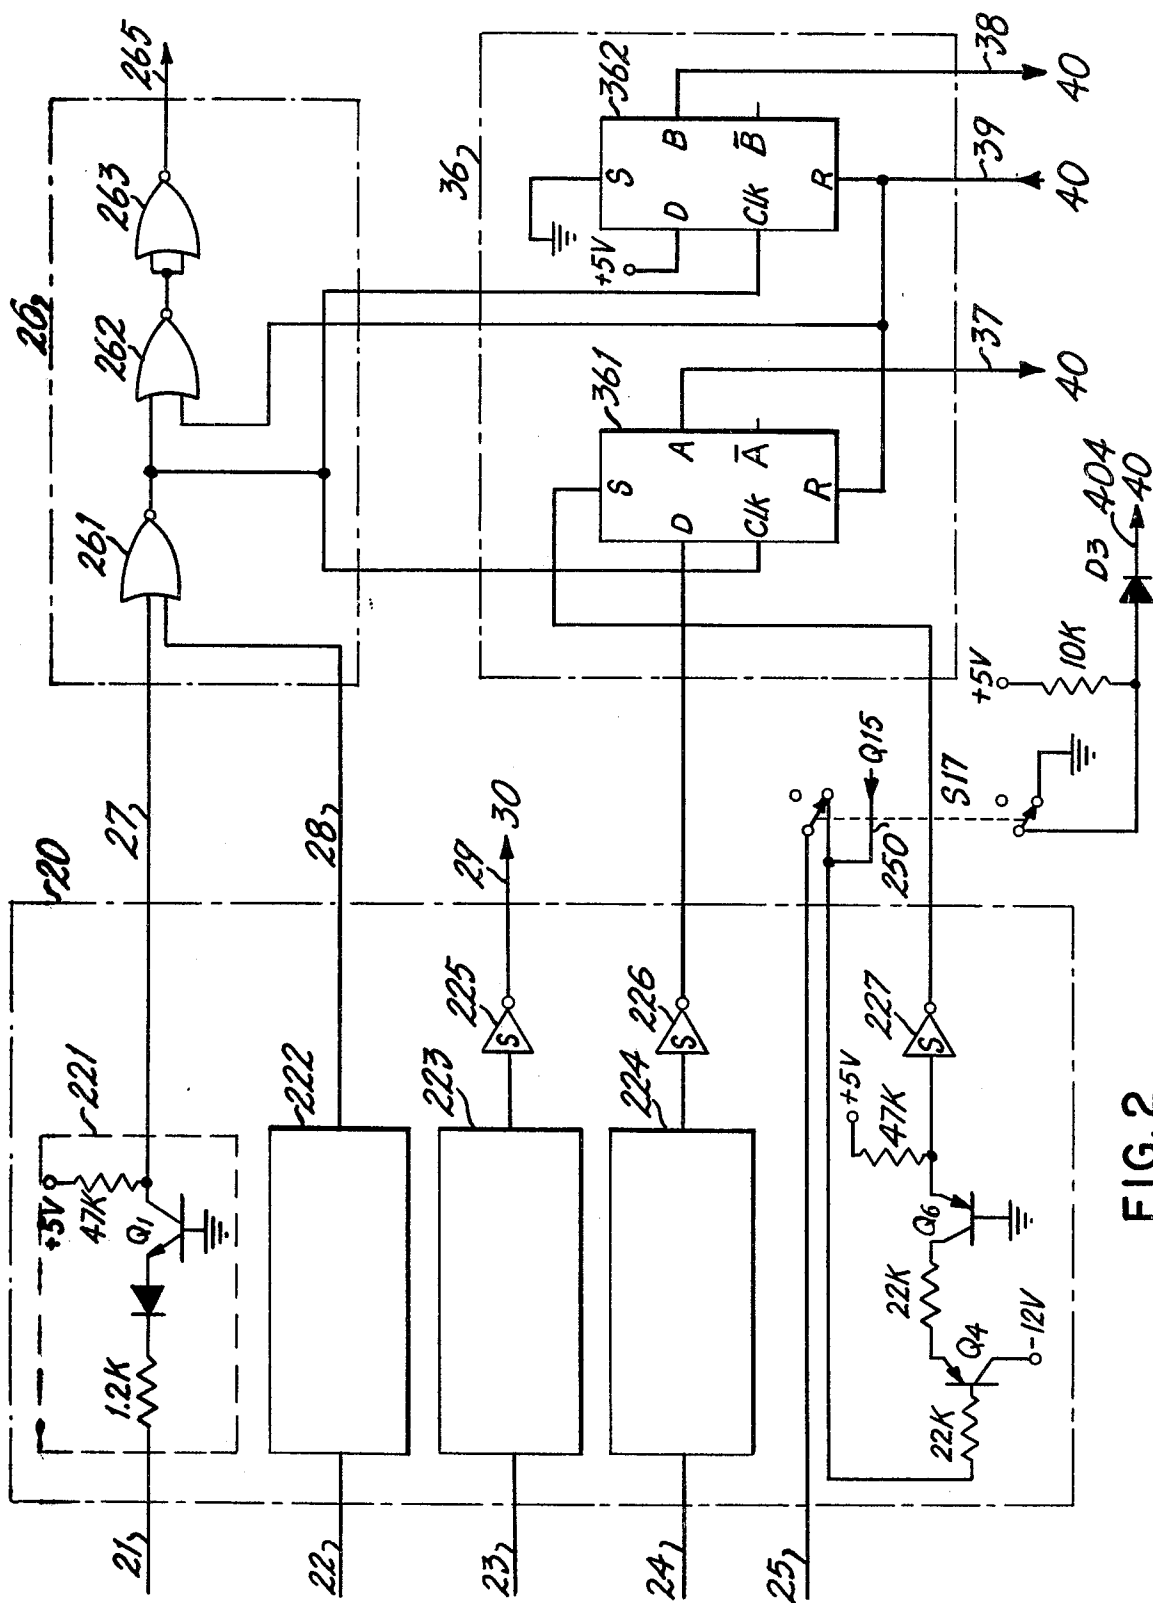 21
22
23
24
25
20
221
+5V
47K
Q1
1.2K
222
223
224
225
S
226
S
227
S
+5V
47K
Q6
22K
Q4
22K
-12V
27
28
29
30
Q15
250
S17
26
261
262
263
265
36
361
S
D
A
Clk
A
R
362
S
D
B
Clk
B
R
+5V
37
40
39
40
38
40
+5V
10K
D3
404
40
FIG. 2